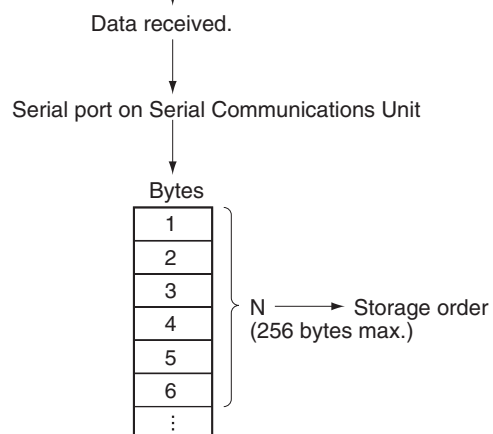 Data received.
Serial port on Serial Communications Unit
Bytes
1
2
3
4
5
6
⋮
N → Storage order
(256 bytes max.)